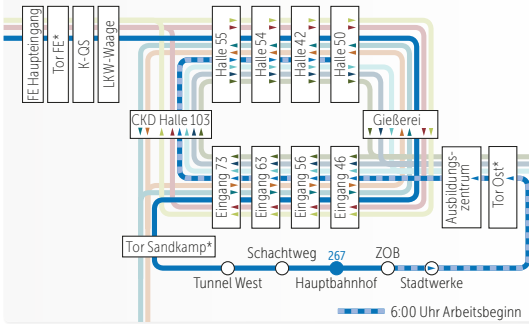 FE Haupteingang
Tor FE*
K-QS
LKW-Waage
Halle 55
Halle 54
Halle 42
Halle 50
CKD Halle 103
Gießerei
Eingang 73
Eingang 63
Eingang 56
Eingang 46
Ausbildungs-
zentrum
Tor Ost*
Tor Sandkamp*
Schachtweg
267
ZOB
Tunnel West
Hauptbahnhof
Stadtwerke
6:00 Uhr Arbeitsbeginn